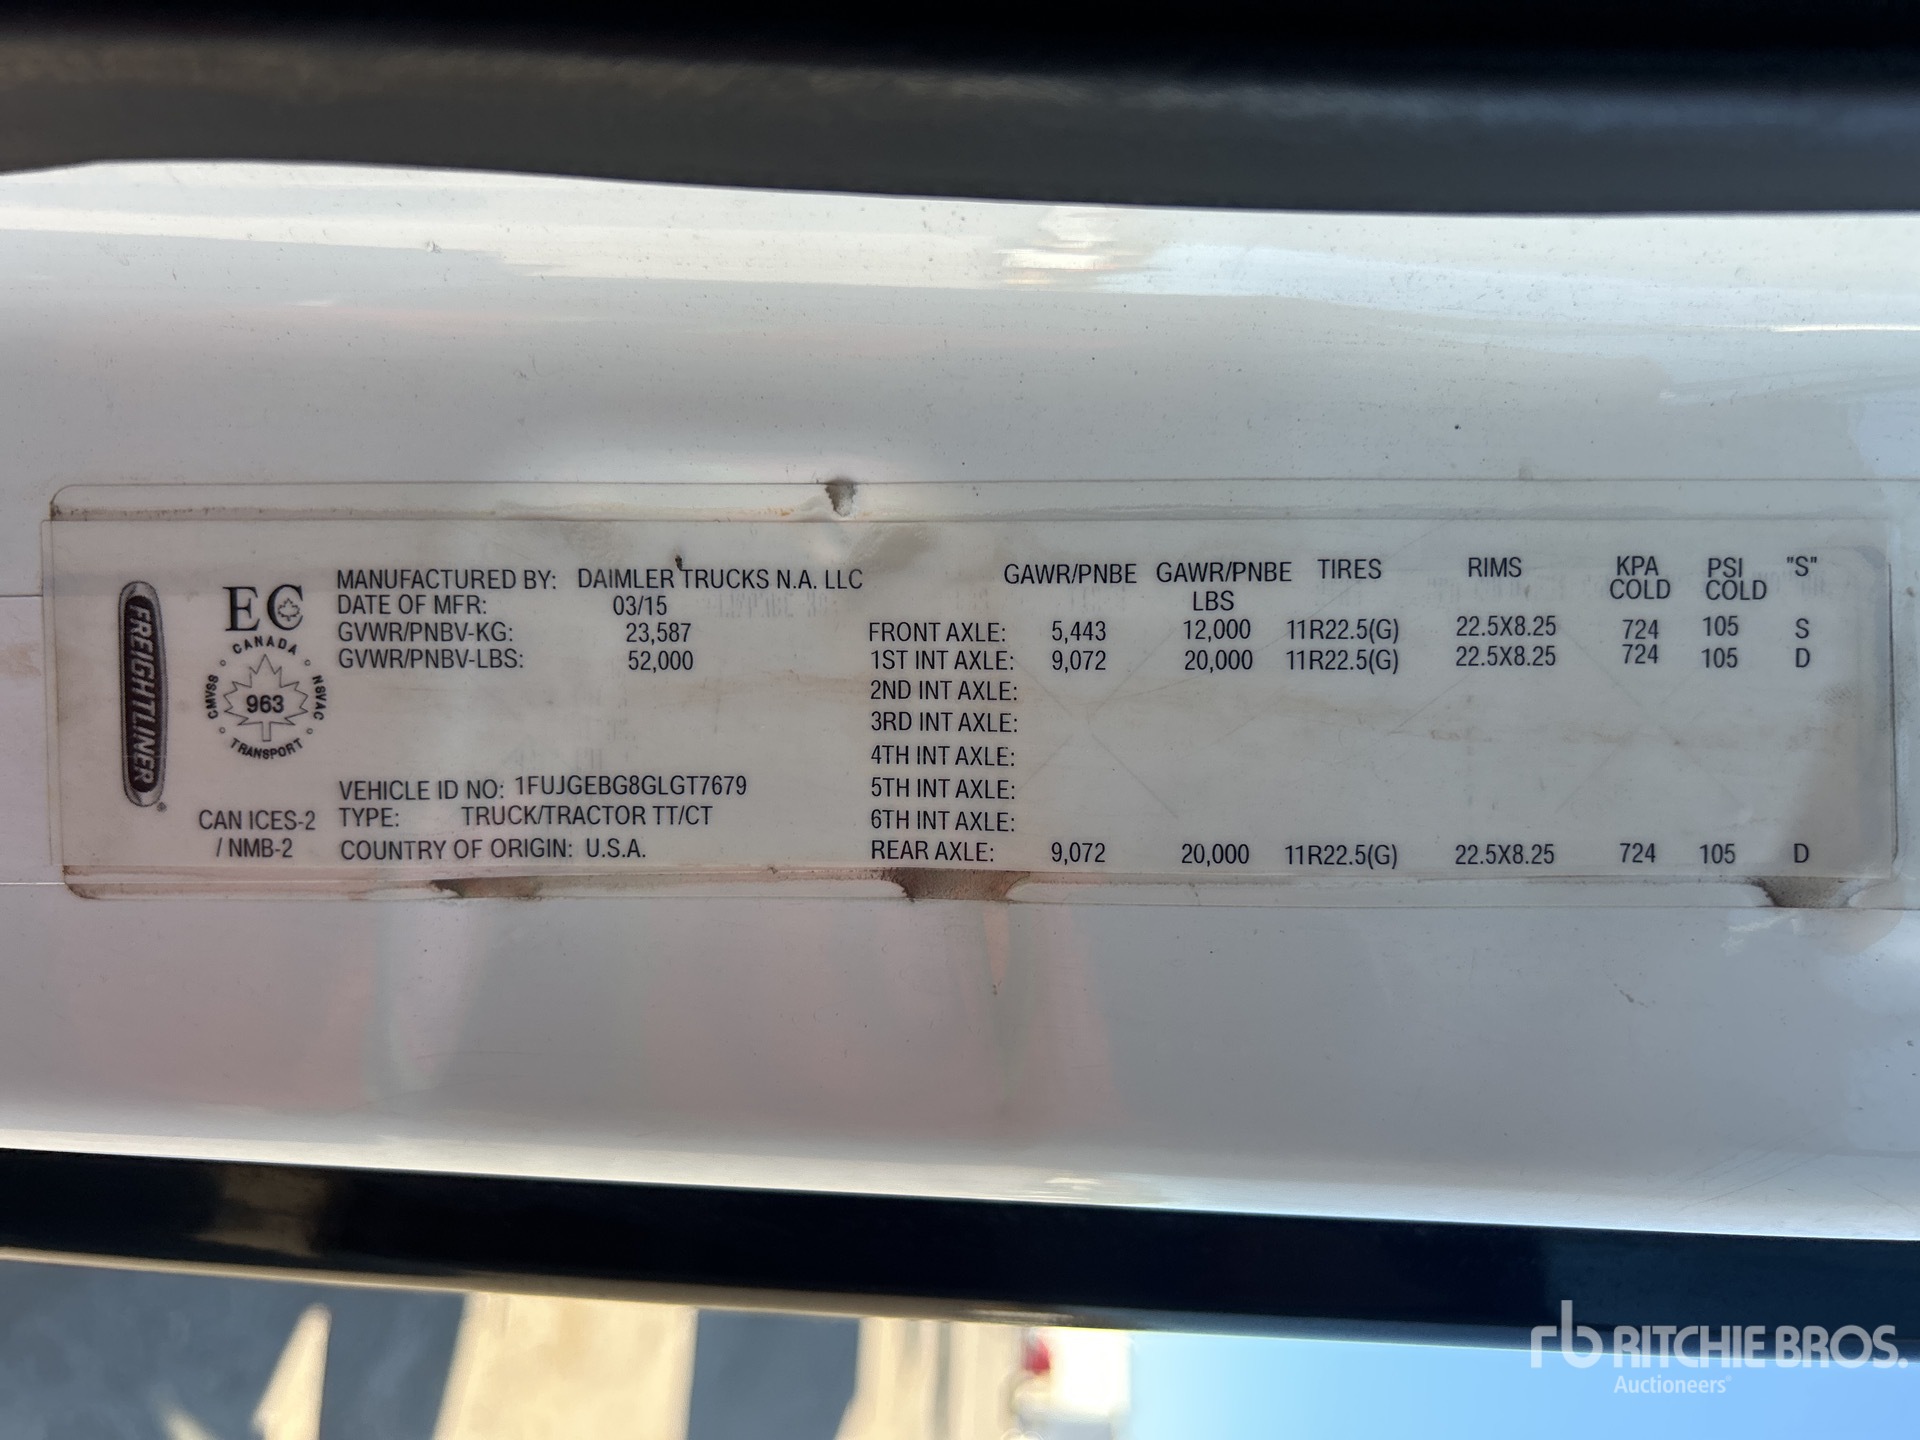 FREIGHTLINER®
EC
CANADA
CMVSS
NSVAC
963
TRANSPORT
CAN ICES-2
/ NMB-2
MANUFACTURED BY: DAIMLER TRUCKS N.A. LLC
DATE OF MFR: 03/15
GVWR/PNBV-KG: 23,587
GVWR/PNBV-LBS: 52,000
VEHICLE ID NO: 1FUJGEBG8GLGT7679
TYPE: TRUCK/TRACTOR TT/CT
COUNTRY OF ORIGIN: U.S.A.
GAWR/PNBE GAWR/PNBE TIRES RIMS KPA PSI "S"
LBS COLD COLD
FRONT AXLE: 5,443 12,000 11R22.5(G) 22.5X8.25 724 105 S
1ST INT AXLE: 9,072 20,000 11R22.5(G) 22.5X8.25 724 105 D
2ND INT AXLE:
3RD INT AXLE:
4TH INT AXLE:
5TH INT AXLE:
6TH INT AXLE:
REAR AXLE: 9,072 20,000 11R22.5(G) 22.5X8.25 724 105 D
rb RITCHIE BROS.
Auctioneers